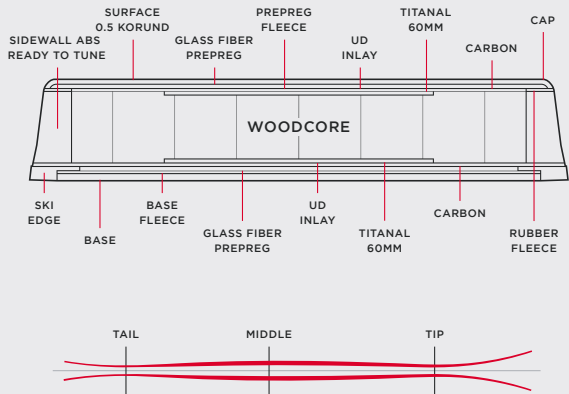 SURFACE
0.5 KORUND
PREPREG
FLEECE
TITANAL
60MM
CAP
SIDEWALL ABS
READY TO TUNE
GLASS FIBER
PREPREG
UD
INLAY
CARBON
WOODCORE
SKI
EDGE
BASE
BASE
FLEECE
GLASS FIBER
PREPREG
UD
INLAY
TITANAL
60MM
CARBON
RUBBER
FLEECE
TAIL
MIDDLE
TIP